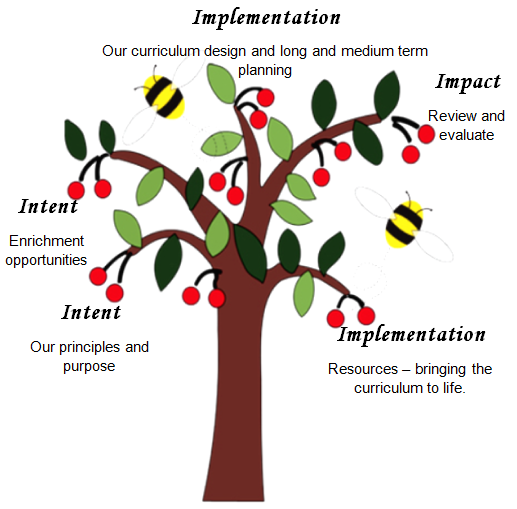 Implementation
Our curriculum design and long and medium term
planning
Impact
Review and
evaluate
Intent
Enrichment
opportunities
Intent
Our principles and
purpose
Implementation
Resources – bringing the
curriculum to life.